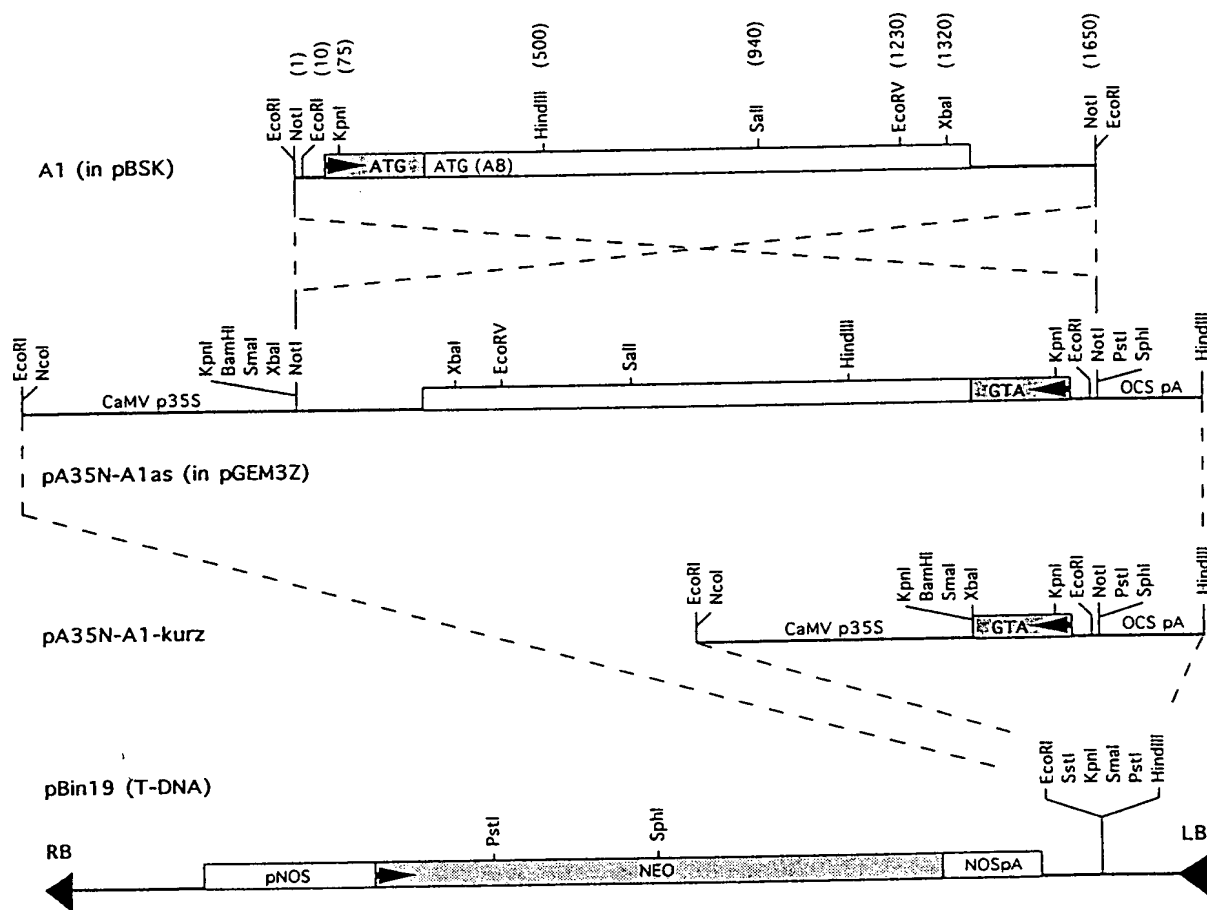 (1)
(10)
(75)
(500)
(940)
(1230)
(1320)
(1650)
EcoRI
NotI
EcoRI
KpnI
HindIII
SalI
EcoRV
XbaI
NotI
EcoRI
A1 (in pBSK)
ATG
ATG (A8)
EcoRI
NcoI
KpnI
BamHI
SmaI
XbaI
NotI
XbaI
EcoRV
SalI
HindIII
KpnI
EcoRI
NotI
PstI
SphI
HindIII
CaMV p35S
GTA
OCS pA
pA35N-A1as (in pGEM3Z)
EcoRI
NcoI
KpnI
BamHI
SmaI
XbaI
KpnI
EcoRI
NotI
PstI
SphI
HindIII
pA35N-A1-kurz
CaMV p35S
GTA
OCS pA
EcoRI
SstI
KpnI
SmaI
PstI
HindIII
pBin19 (T-DNA)
PstI
SphI
RB
LB
pNOS
NEO
NOSpA